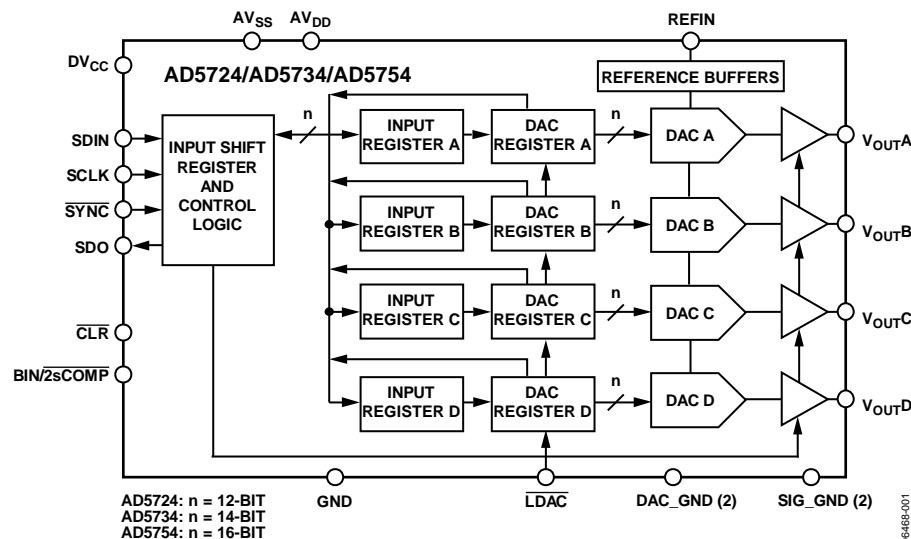 AVSS AVDD REFIN
DVCC
AD5724/AD5734/AD5754
REFERENCE BUFFERS
SDIN
SCLK
SYNC
SDO
INPUT SHIFT
REGISTER
AND
CONTROL
LOGIC
n
INPUT
REGISTER A
DAC
REGISTER A
n
DAC A
VOUTA
INPUT
REGISTER B
DAC
REGISTER B
n
DAC B
VOUTB
INPUT
REGISTER C
DAC
REGISTER C
n
DAC C
VOUTC
CLR
BIN/2sCOMP
INPUT
REGISTER D
DAC
REGISTER D
n
DAC D
VOUTD
GND LDAC DAC_GND (2) SIG_GND (2)
AD5724: n = 12-BIT
AD5734: n = 14-BIT
AD5754: n = 16-BIT
6468-001